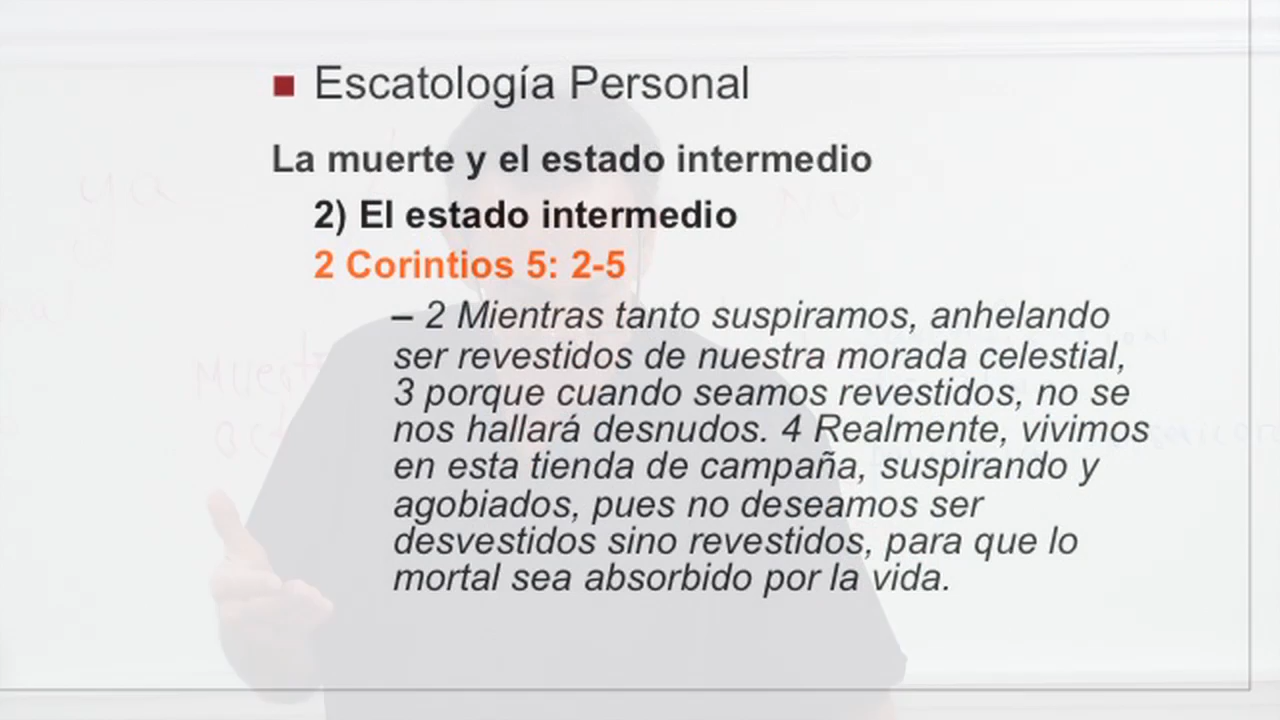 Escatología Personal
La muerte y el estado intermedio
2) El estado intermedio
2 Corintios 5: 2-5
– 2 Mientras tanto suspiramos, anhelando
ser revestidos de nuestra morada celestial,
3 porque cuando seamos revestidos, no se
nos hallará desnudos. 4 Realmente, vivimos
en esta tienda de campaña, suspirando y
agobiados, pues no deseamos ser
desvestidos sino revestidos, para que lo
mortal sea absorbido por la vida.
ya
No